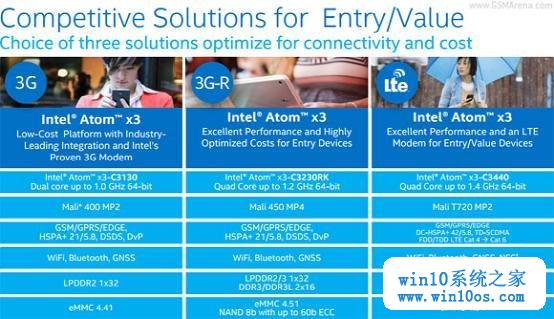 www.GSMArena.com
Competitive Solutions for Entry/Value
Choice of three solutions optimize for connectivity and cost
3G
Intel® Atom™ x3
Low-Cost Platform with Industry-
Leading Integration and Intel's
Proven 3G Modem
Intel® Atom™ x3-C3130
Dual core up to 1.0 GHz 64-bit
Mali® 400 MP2
GSM/GPRS/EDGE,
HSPA+ 21/5.8, DSDS, DvP
WiFi, Bluetooth, GNSS
LPDDR2 1x32
eMMC 4.41
3G-R
Intel® Atom™ x3
Excellent Performance and Highly
Optimized Costs for Entry Devices
Intel® Atom™ x3-C3230RK
Quad Core up to 1.2 GHz 64-bit
Mali 450 MP4
GSM/GPRS/EDGE,
HSPA+ 21/5.8, DSDS, DvP
WiFi, Bluetooth, GNSS
LPDDR2/3 1x32
DDR3/DDR3L 2x16
eMMC 4.51
NAND 8b with up to 60b ECC
Lte
Intel® Atom™ x3
Excellent Performance and an LTE
Modem for Entry/Value Devices
Intel® Atom™ x3-C3440
Quad Core up to 1.4 GHz 64-bit
Mali T720 MP2
GSM/GPRS/EDGE
DC-HSPA+ 42/5.8, TD-SCDMA
FDD/TDD LTE Cat 4 → Cat 6
WiFi, Bluetooth, GNSS,
win10系统之家
www.win10os.com